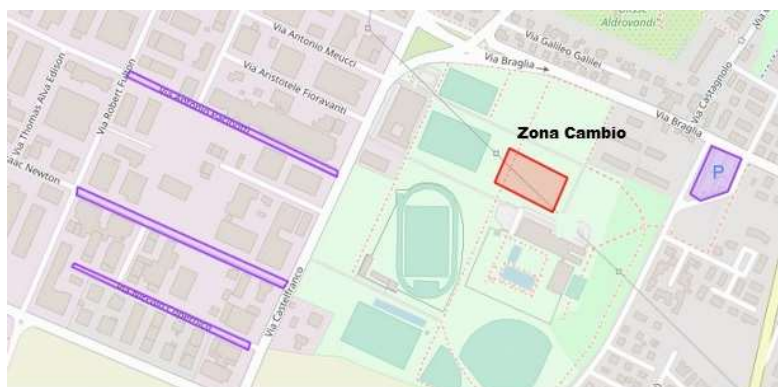 Aldrovandi
Via Galileo Galilei
Via Antonio Meucci
Via Braglia
Via Castagnolo
Via Aristotele Fioravanti
Via Thomas Alva Edison
Via Robert Fulton
Via Braglia
Zona Cambio
P
Isaac Newton
Via Castelfranco